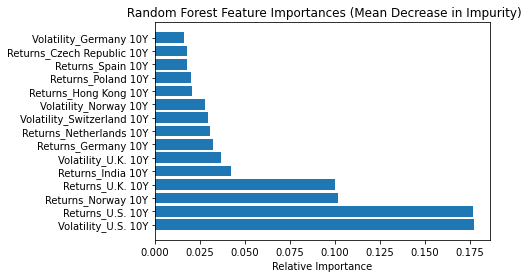 Random Forest Feature Importances (Mean Decrease in Impurity)
Volatility_Germany 10Y
Returns_Czech Republic 10Y
Returns_Spain 10Y
Returns_Poland 10Y
Returns_Hong Kong 10Y
Volatility_Norway 10Y
Volatility_Switzerland 10Y
Returns_Netherlands 10Y
Returns_Germany 10Y
Volatility_U.K. 10Y
Returns_India 10Y
Returns_U.K. 10Y
Returns_Norway 10Y
Returns_U.S. 10Y
Volatility_U.S. 10Y
0.000 0.025 0.050 0.075 0.100 0.125 0.150 0.175
Relative Importance